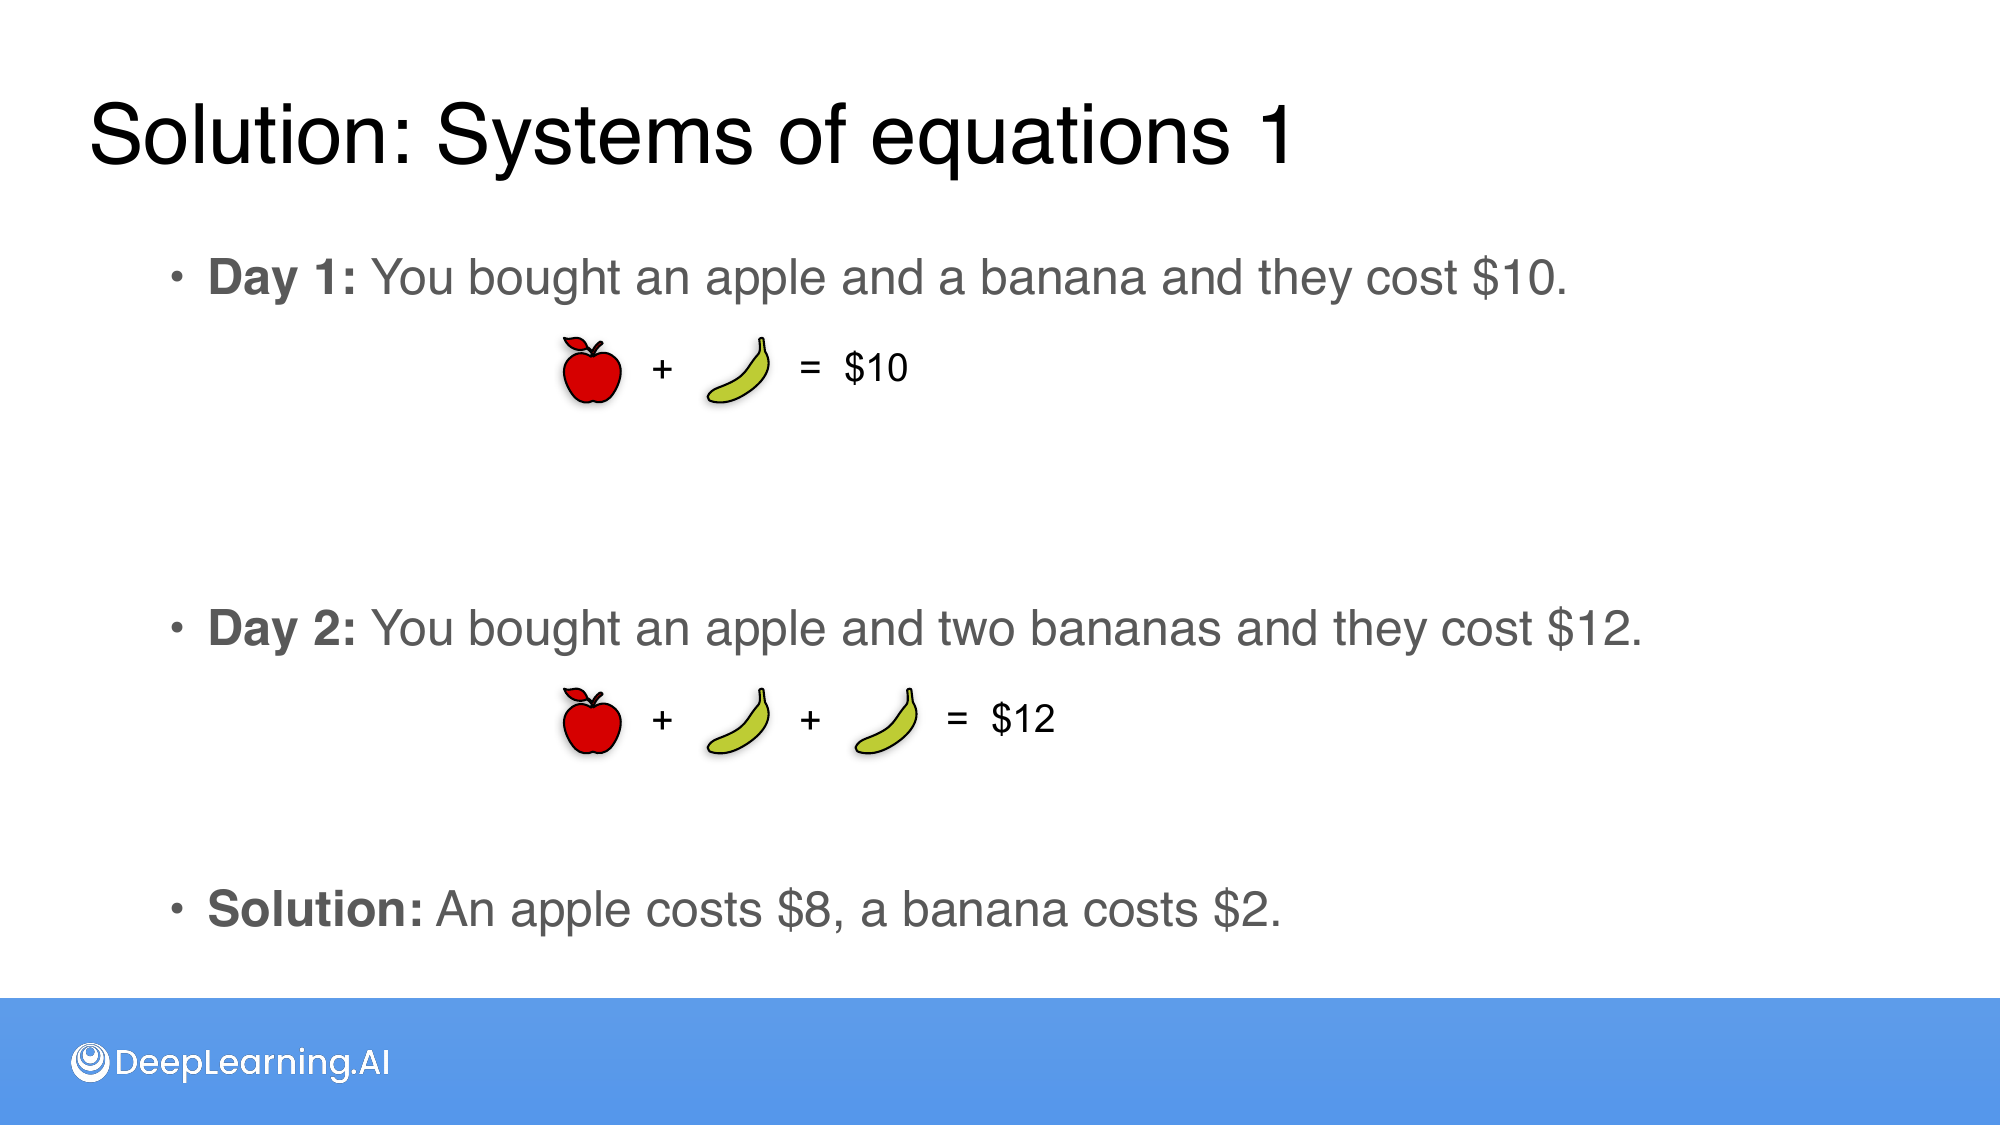 Solution: Systems of equations 1
• Day 1: You bought an apple and a banana and they cost $10.
+ = $10
• Day 2: You bought an apple and two bananas and they cost $12.
+ + = $12
• Solution: An apple costs $8, a banana costs $2.
DeepLearning.AI